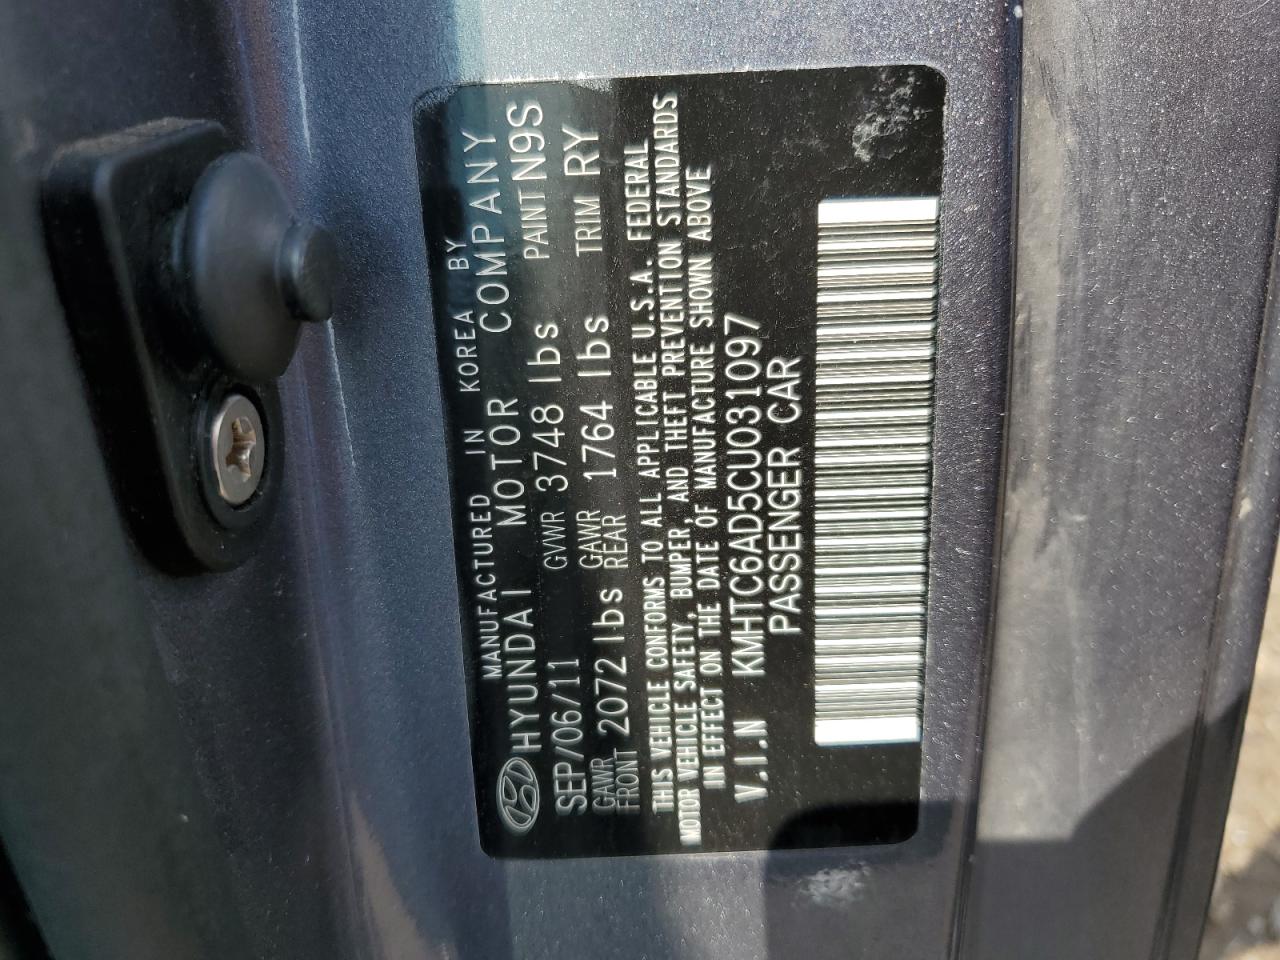 MANUFACTURED IN KOREA BY
HYUNDAI MOTOR COMPANY
SEP/06/11 GVWR 3748 lbs PAINT N9S
GAWR FRONT 2072 lbs GAWR REAR 1764 lbs TRIM RY
THIS VEHICLE CONFORMS TO ALL APPLICABLE U.S.A. FEDERAL
MOTOR VEHICLE SAFETY, BUMPER, AND THEFT PREVENTION STANDARDS
IN EFFECT ON THE DATE OF MANUFACTURE SHOWN ABOVE
V.I.N KMHTC6AD5CU031097
PASSENGER CAR